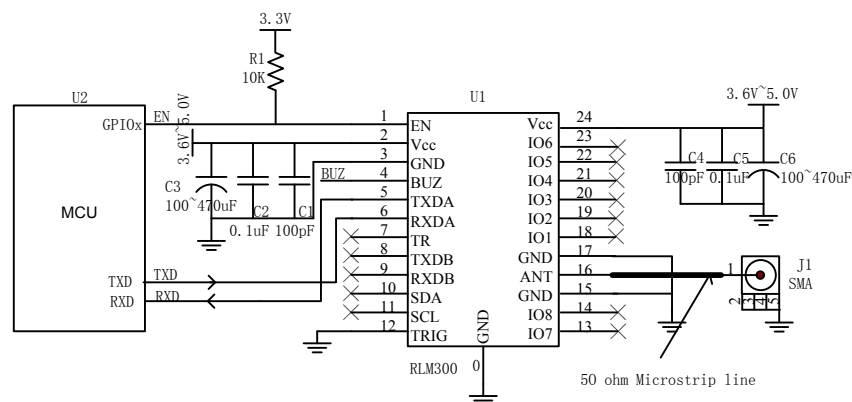 3.3V
R1
10K
U2
GPIOx
EN
3.6V~5.0V
MCU
TXD
RXD
TXD
RXD
C3
100~470uF
C2
0.1uF
C1
100pF
BUZ
U1
1
2
3
4
5
6
7
8
9
10
11
12
EN
Vcc
GND
BUZ
TXDA
RXDA
TR
TXDB
RXDB
SDA
SCL
TRIG
GND
0
RLM300
Vcc
IO6
IO5
IO4
IO3
IO2
IO1
GND
ANT
GND
IO8
IO7
24
23
22
21
20
19
18
17
16
15
14
13
3.6V~5.0V
C4
100pF
C5
0.1uF
C6
100~470uF
1
J1
SMA
2
3
4
5
50 ohm Microstrip line